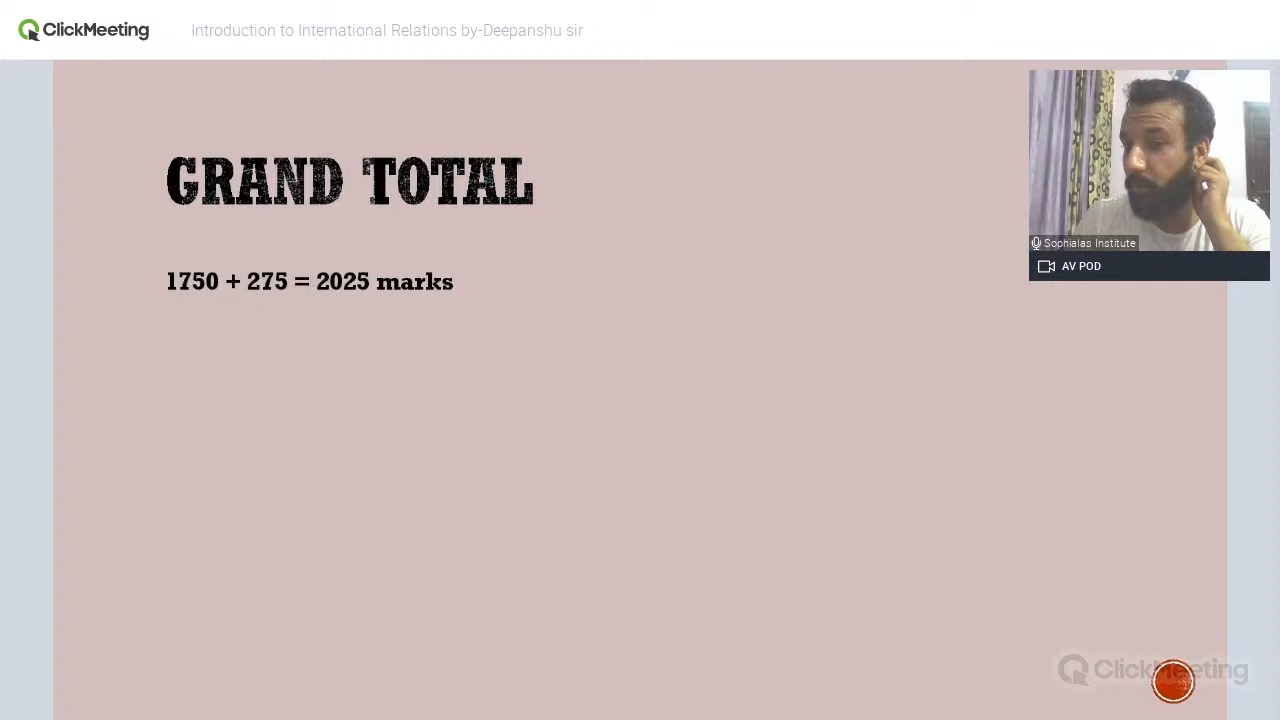 ClickMeeting
Introduction to International Relations by-Deepanshu sir
GRAND TOTAL
1750 + 275 = 2025 marks
Sophialas Institute
AV POD
ClickMeeting